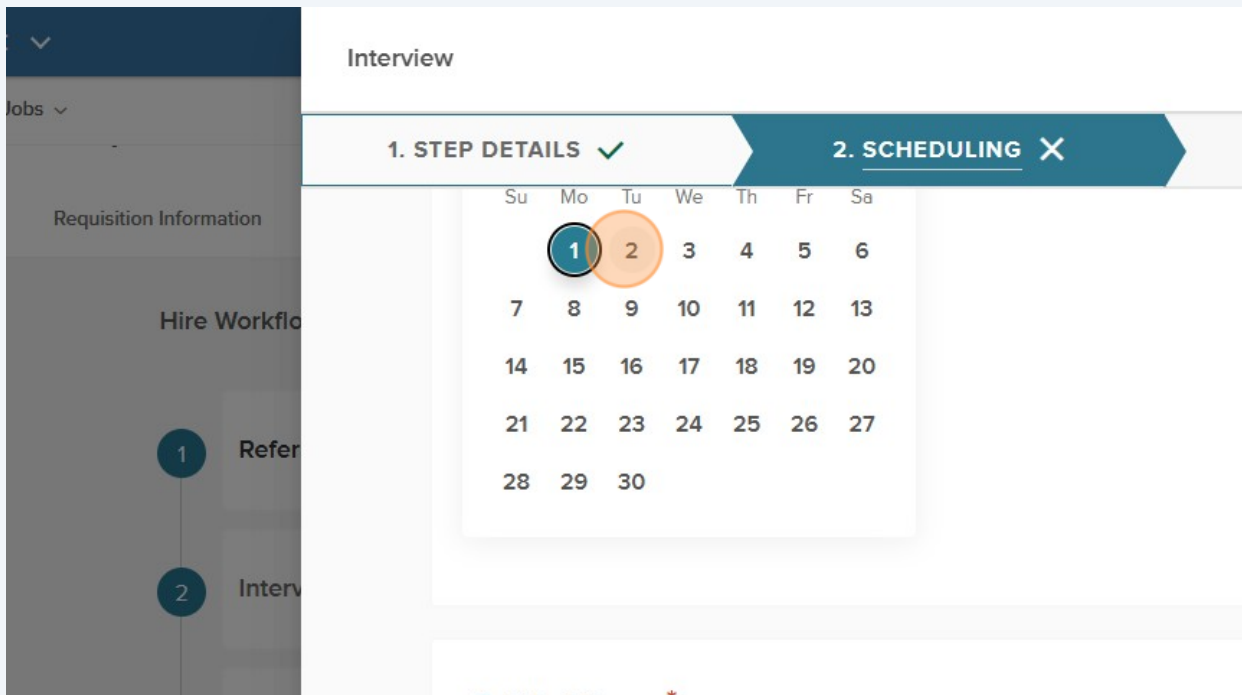 Interview
Jobs
1. STEP DETAILS
2. SCHEDULING
Su Mo Tu We Th Fr Sa
Requisition Information
1 2 3 4 5 6
7 8 9 10 11 12 13
Hire Workflo
14 15 16 17 18 19 20
21 22 23 24 25 26 27
1 Refer
28 29 30
2 Interv
*